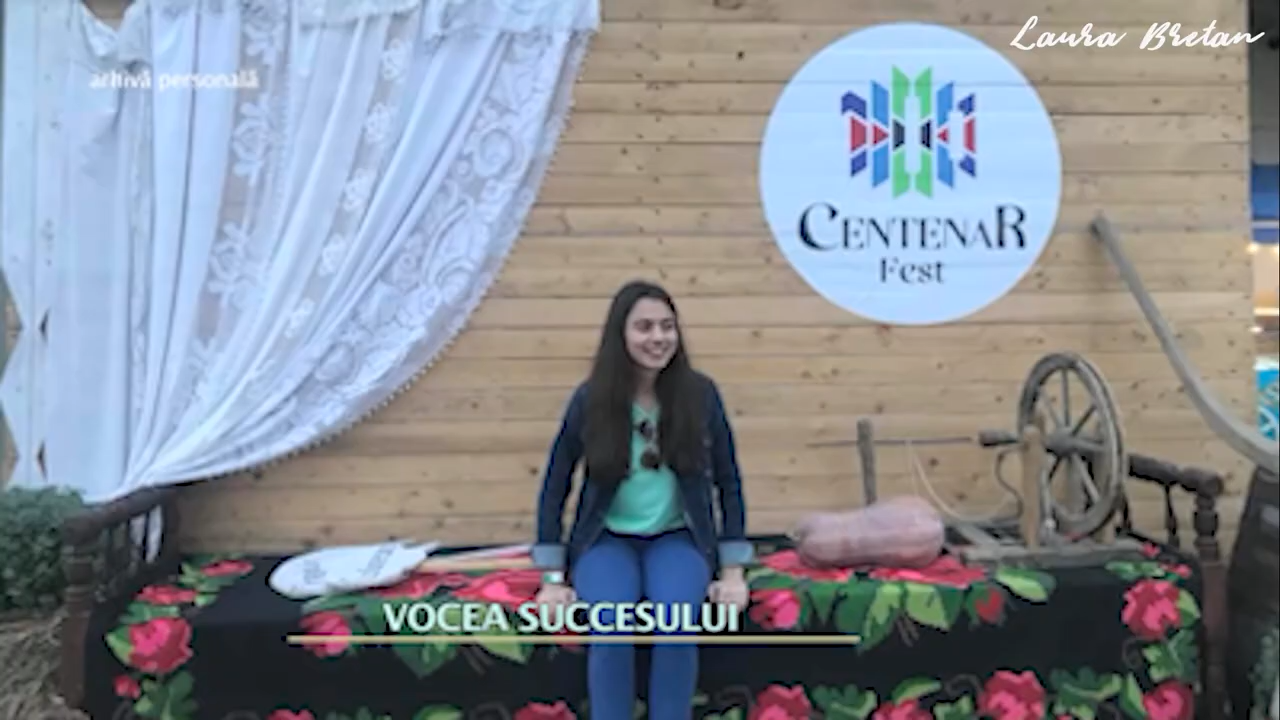 Laura Bretan
arhivă personală
CENTENAR
Fest
VOCEA SUCCESULUI